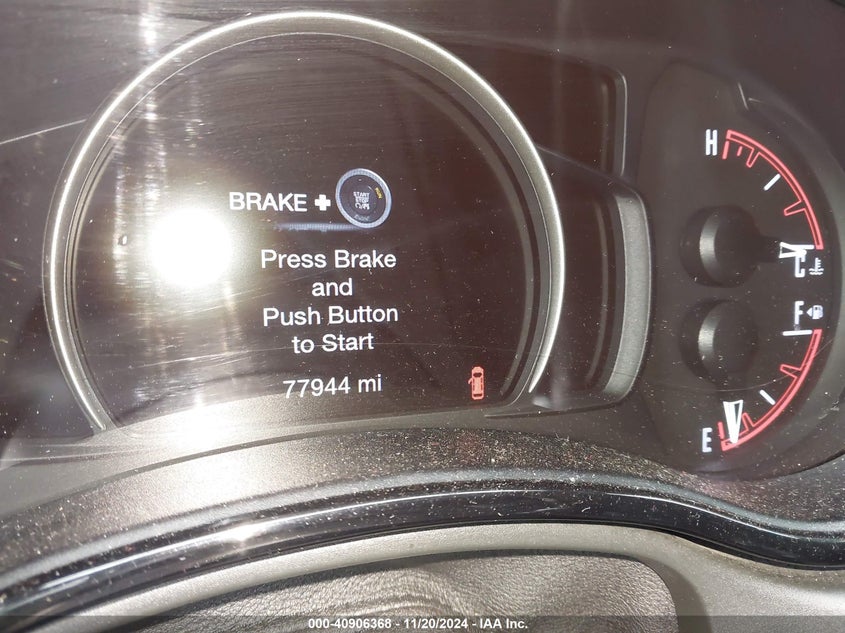 BRAKE +
START
STOP
Press Brake
and
Push Button
to Start
77944 mi
H
C
F
E
000-40906368 - 11/20/2024 - IAA Inc.